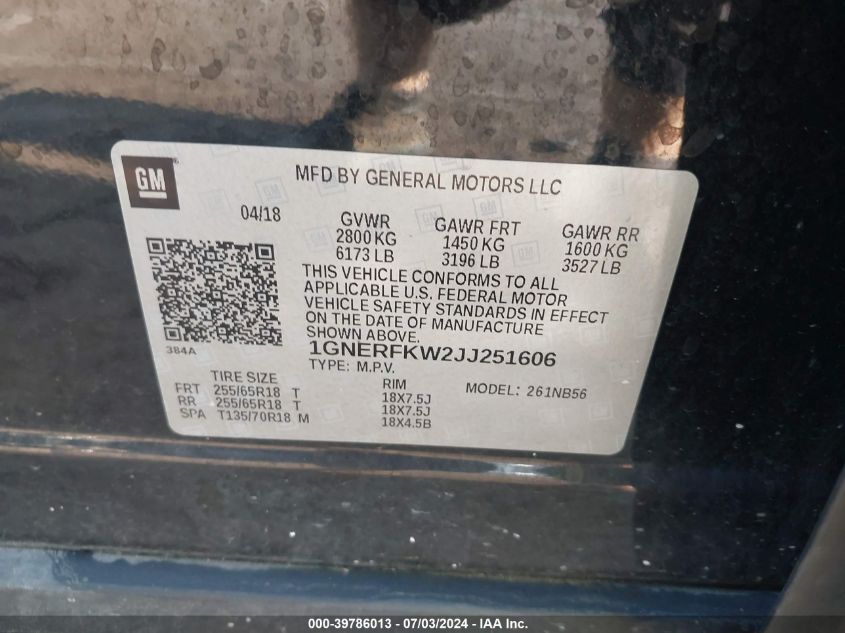 GM
MFD BY GENERAL MOTORS LLC
04/18
GVWR GAWR FRT GAWR RR
2800 KG 1450 KG 1600 KG
6173 LB 3196 LB 3527 LB
THIS VEHICLE CONFORMS TO ALL
APPLICABLE U.S. FEDERAL MOTOR
VEHICLE SAFETY STANDARDS IN EFFECT
ON THE DATE OF MANUFACTURE
SHOWN ABOVE.
384A
1GNERFKW2JJ251606
TYPE: M.P.V. MODEL: 261NB56
TIRE SIZE RIM
FRT 255/65R18 T 18X7.5J
RR 255/65R18 T 18X7.5J
SPA T135/70R18 M 18X4.5B
000-39786013 - 07/03/2024 - IAA Inc.